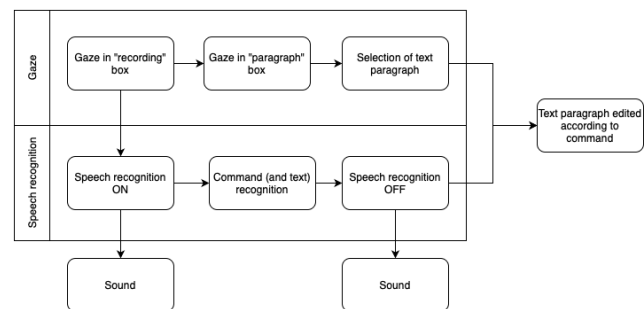 Gaze
Gaze in "recording"
box
Gaze in "paragraph"
box
Selection of text
paragraph
Text paragraph edited
according to
command
Speech recognition
Speech recognition
ON
Command (and text)
recognition
Speech recognition
OFF
Sound
Sound